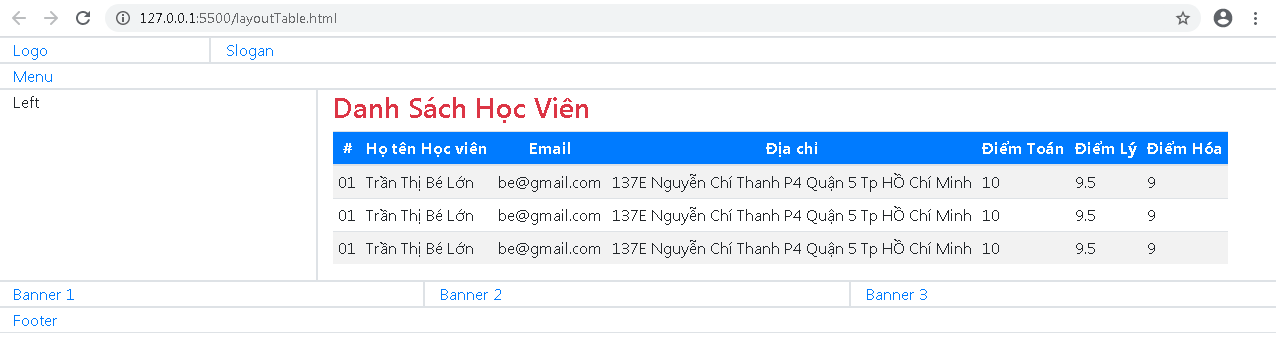 127.0.0.1:5500/layoutTable.html
Logo Slogan
Menu
Left
Danh Sách Học Viên
# Họ tên Học viên Email Địa chỉ Điểm Toán Điểm Lý Điểm Hóa
01 Trần Thị Bé Lớn be@gmail.com 137E Nguyễn Chí Thanh P4 Quận 5 Tp HỒ Chí Minh 10 9.5 9
01 Trần Thị Bé Lớn be@gmail.com 137E Nguyễn Chí Thanh P4 Quận 5 Tp HỒ Chí Minh 10 9.5 9
01 Trần Thị Bé Lớn be@gmail.com 137E Nguyễn Chí Thanh P4 Quận 5 Tp HỒ Chí Minh 10 9.5 9
Banner 1 Banner 2 Banner 3
Footer